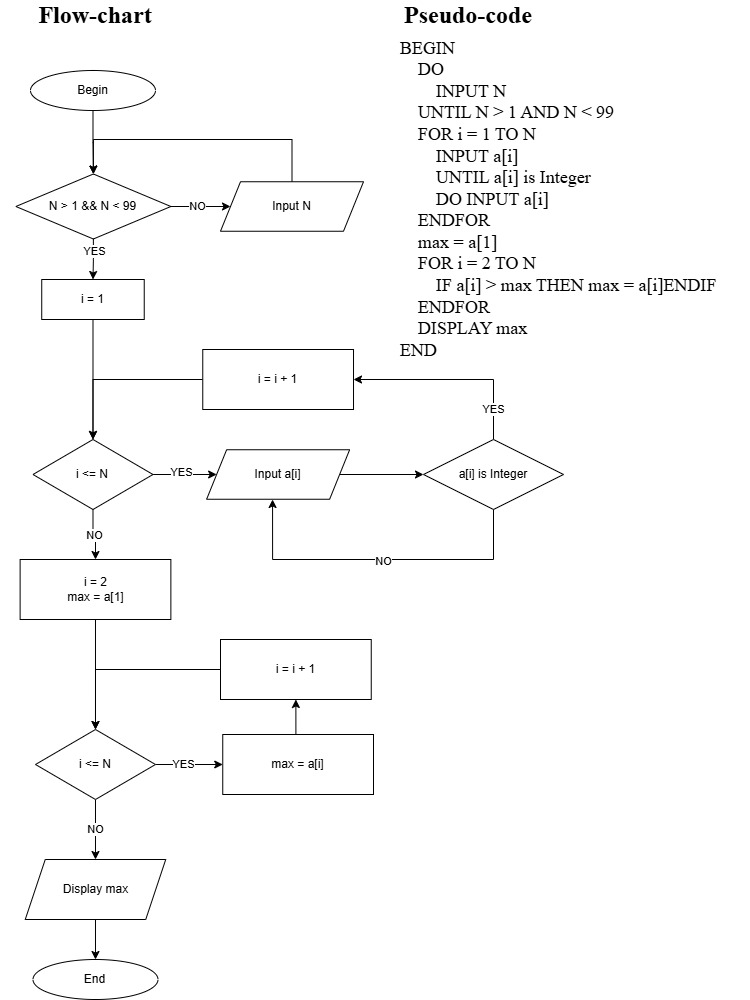 Flow-chart
Begin
N > 1 && N < 99
NO
Input N
YES
i = 1
i = i + 1
YES
i <= N
YES
Input a[i]
a[i] is Integer
NO
NO
i = 2
max = a[1]
i = i + 1
i <= N
YES
max = a[i]
NO
Display max
End
Pseudo-code
BEGIN
DO
INPUT N
UNTIL N > 1 AND N < 99
FOR i = 1 TO N
INPUT a[i]
UNTIL a[i] is Integer
DO INPUT a[i]
ENDFOR
max = a[1]
FOR i = 2 TO N
IF a[i] > max THEN max = a[i]ENDIF
ENDFOR
DISPLAY max
END